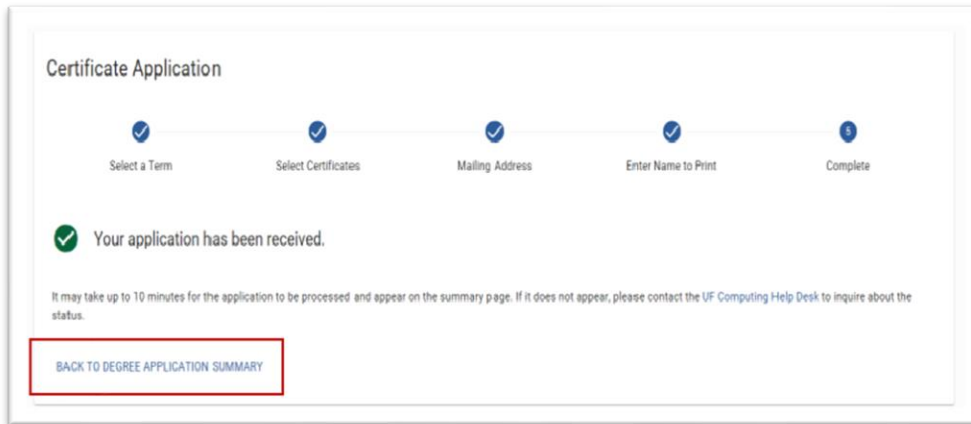 Certificate Application
5
Select a Term
Select Certificates
Mailing Address
Enter Name to Print
Complete
Your application has been received.
It may take up to 10 minutes for the application to be processed and appear on the summary page. If it does not appear, please contact the UF Computing Help Desk to inquire about the
status.
BACK TO DEGREE APPLICATION SUMMARY